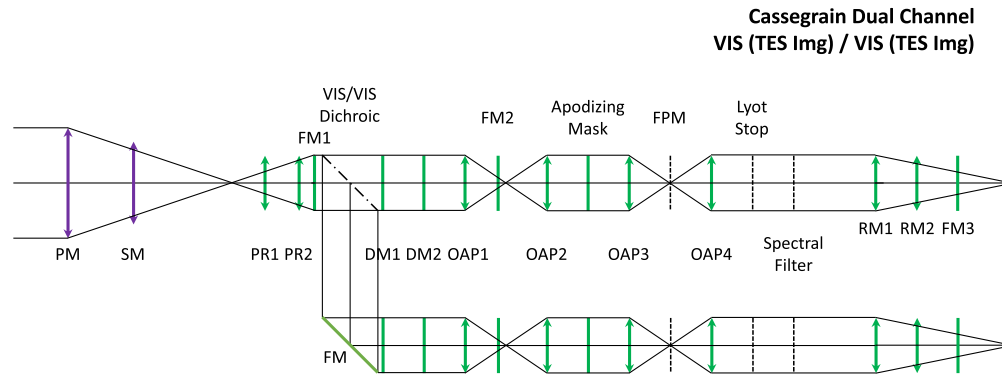 Cassegrain Dual Channel
VIS (TES Img) / VIS (TES Img)
VIS/VIS
Dichroic
FM1
FM2
Apodizing
Mask
FPM
Lyot
Stop
PM
SM
PR1
PR2
DM1
DM2
OAP1
OAP2
OAP3
OAP4
Spectral
Filter
RM1
RM2
FM3
FM